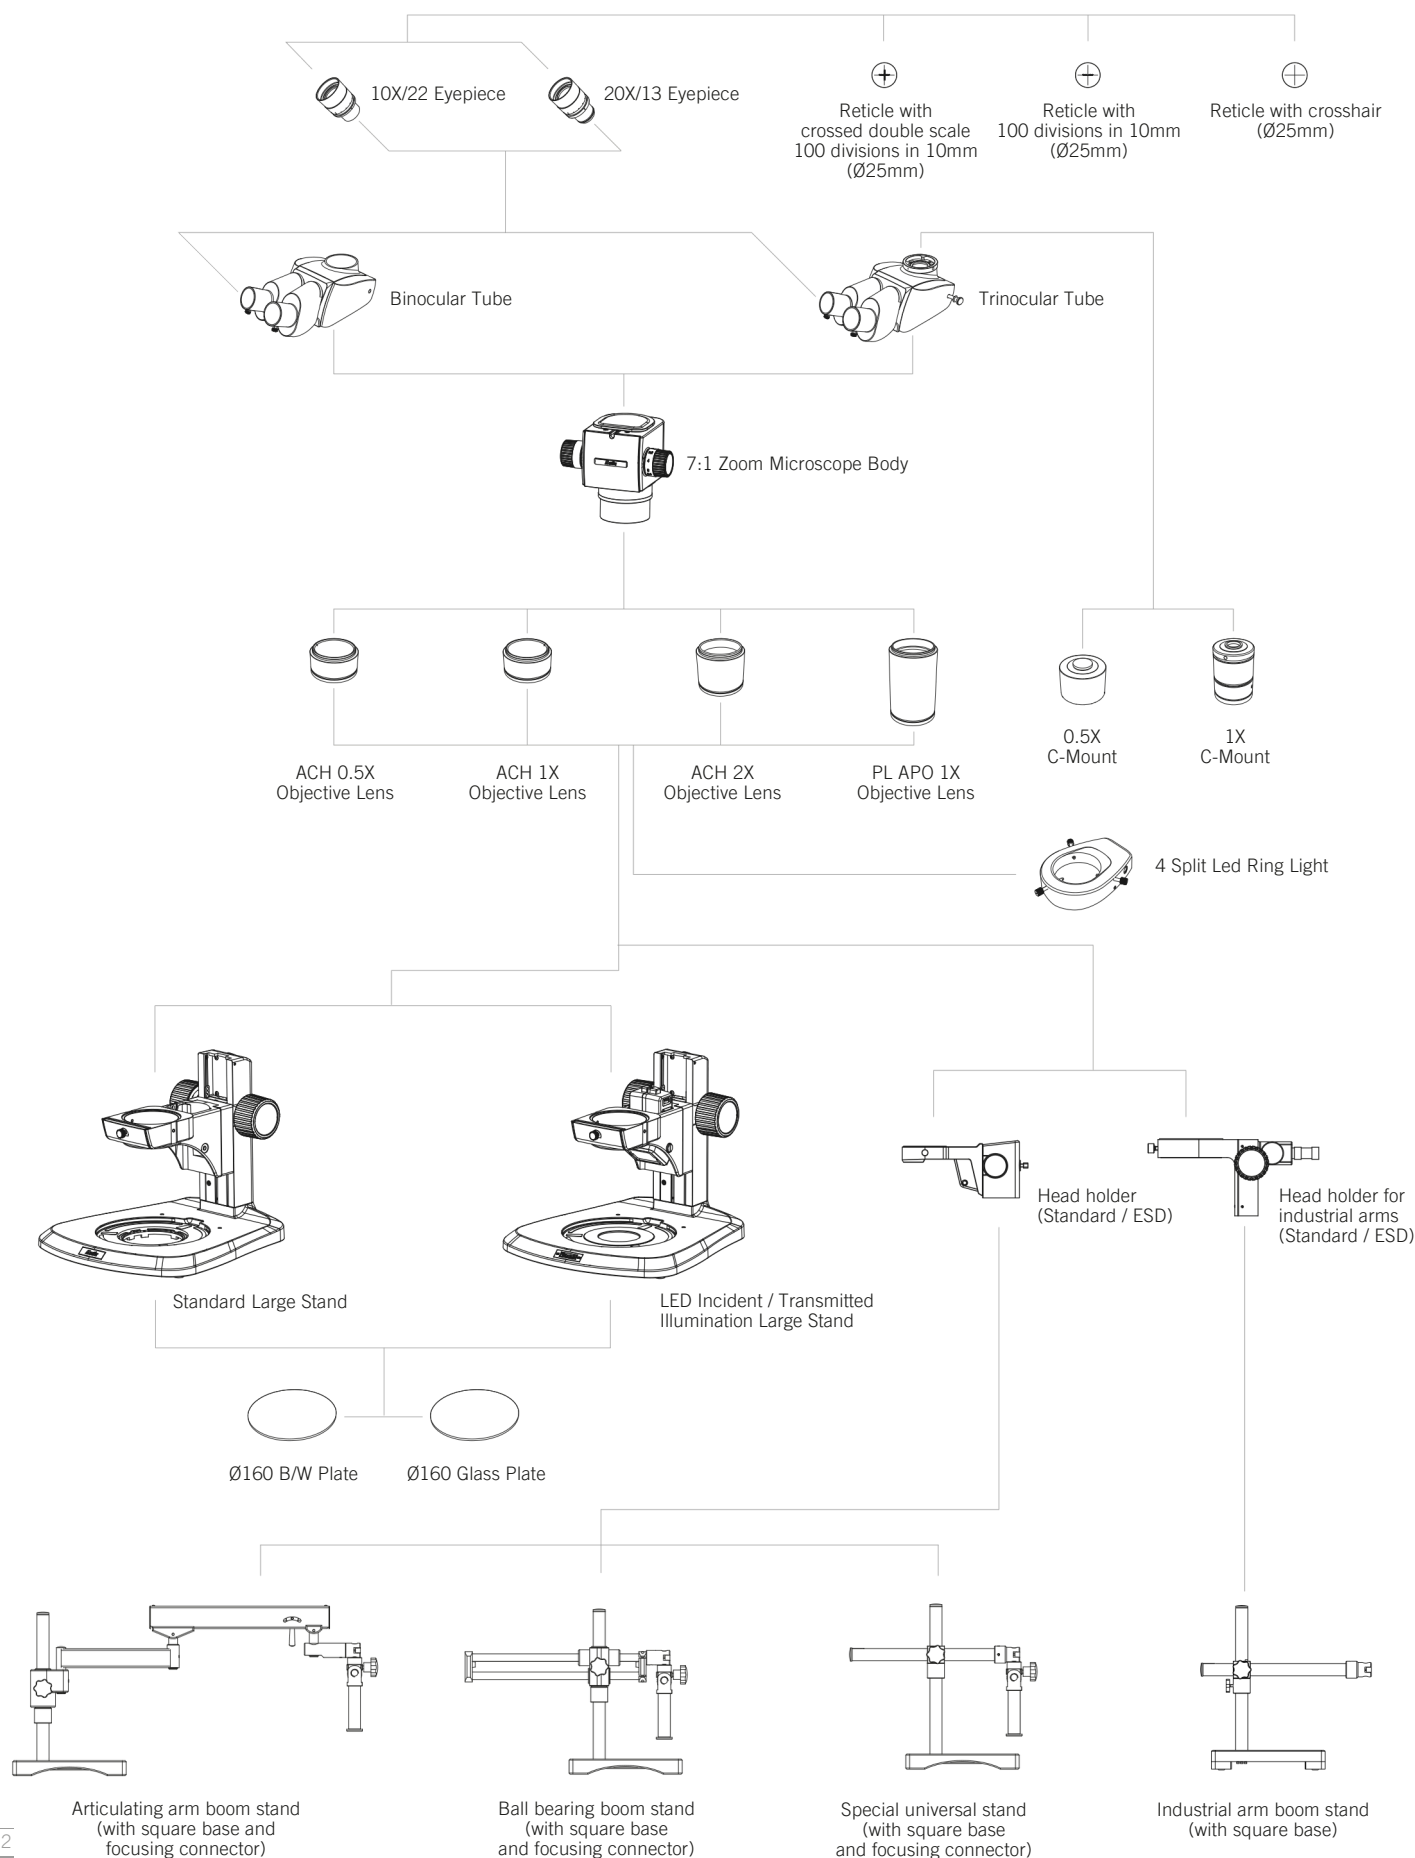 10X/22 Eyepiece
20X/13 Eyepiece
Reticle with
crossed double scale
100 divisions in 10mm
(Ø25mm)
Reticle with
100 divisions in 10mm
(Ø25mm)
Reticle with crosshair
(Ø25mm)
Binocular Tube
Trinocular Tube
7:1 Zoom Microscope Body
ACH 0.5X
Objective Lens
ACH 1X
Objective Lens
ACH 2X
Objective Lens
PL APO 1X
Objective Lens
0.5X
C-Mount
1X
C-Mount
4 Split Led Ring Light
Head holder
(Standard / ESD)
Head holder for
industrial arms
(Standard / ESD)
Standard Large Stand
LED Incident / Transmitted
Illumination Large Stand
Ø160 B/W Plate
Ø160 Glass Plate
Articulating arm boom stand
(with square base and
focusing connector)
Ball bearing boom stand
(with square base
and focusing connector)
Special universal stand
(with square base
and focusing connector)
Industrial arm boom stand
(with square base)
2